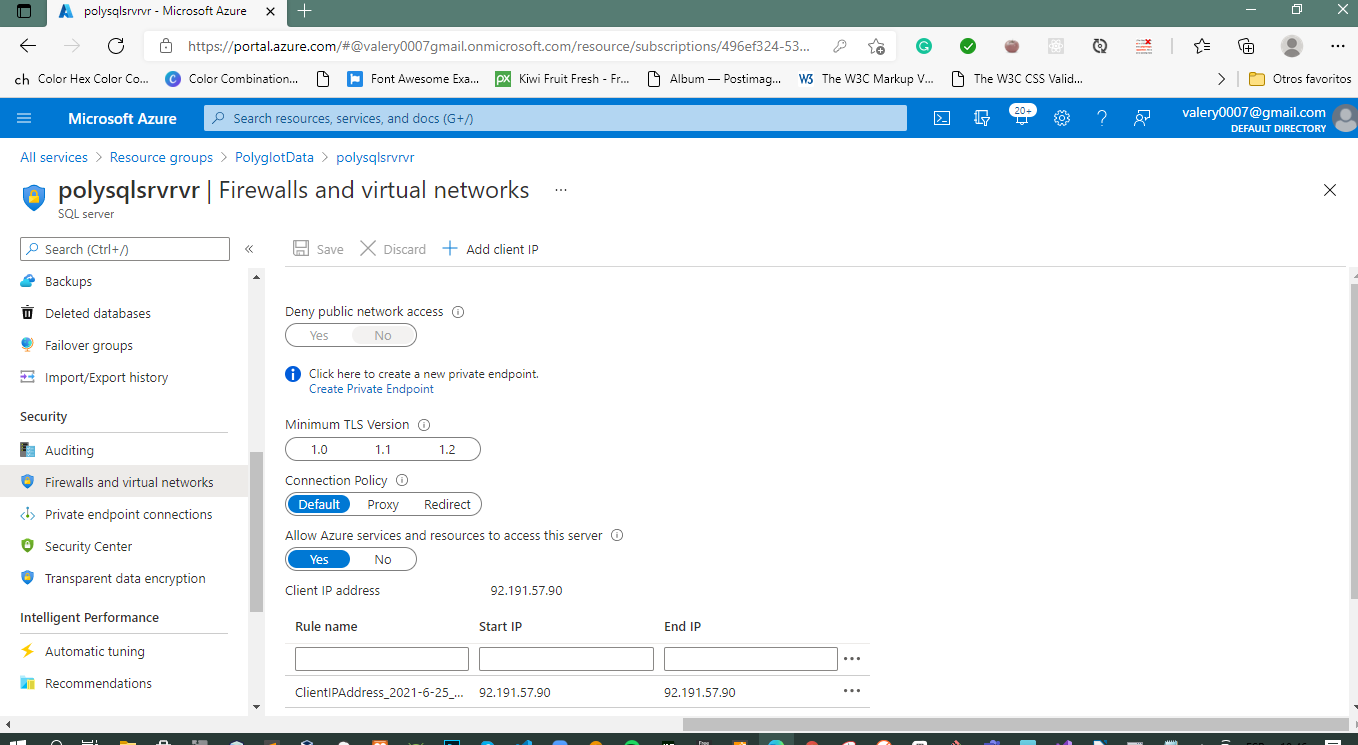 polysqlsrvrvr - Microsoft Azure
https://portal.azure.com/#@valery0007gmail.onmicrosoft.com/resource/subscriptions/496ef324-53...
ch Color Hex Color Co... C Color Combination... Font Awesome Exa... px Kiwi Fruit Fresh - Fr... Album — Postimag... W3 The W3C Markup V... The W3C CSS Valid... Otros favoritos
Microsoft Azure Search resources, services, and docs (G+/) 20+ valery0007@gmail.com
DEFAULT DIRECTORY
All services > Resource groups > PolyglotData > polysqlsrvrvr
polysqlsrvrvr | Firewalls and virtual networks ...
SQL server
Search (Ctrl+/) «
Backups
Deleted databases
Failover groups
Import/Export history
Security
Auditing
Firewalls and virtual networks
Private endpoint connections
Security Center
Transparent data encryption
Intelligent Performance
Automatic tuning
Recommendations
Save Discard Add client IP
Deny public network access
Yes No
Click here to create a new private endpoint.
Create Private Endpoint
Minimum TLS Version
1.0 1.1 1.2
Connection Policy
Default Proxy Redirect
Allow Azure services and resources to access this server
Yes No
Client IP address 92.191.57.90
Rule name Start IP End IP
ClientIPAddress_2021-6-25_... 92.191.57.90 92.191.57.90